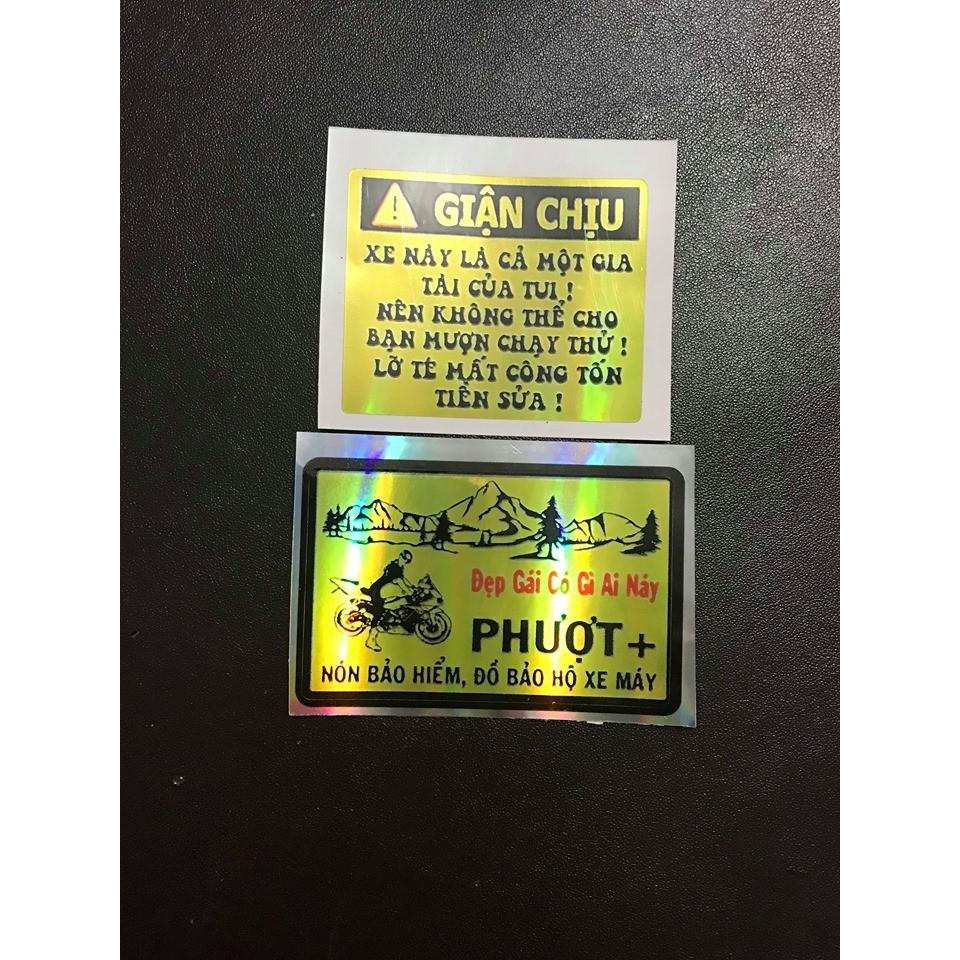 GIẬN CHỊU
XE NÀY LÀ CẢ MỘT GIA
TÀI CỦA TUI !
NÊN KHÔNG THỂ CHO
BẠN MƯỢN CHẠY THỬ !
LỠ TÉ MẤT CÔNG TỐN
TIỀN SỬA !
Đẹp Gái Có Gì Ai Náy
PHƯỢT+
NÓN BẢO HIỂM, ĐỒ BẢO HỘ XE MÁY